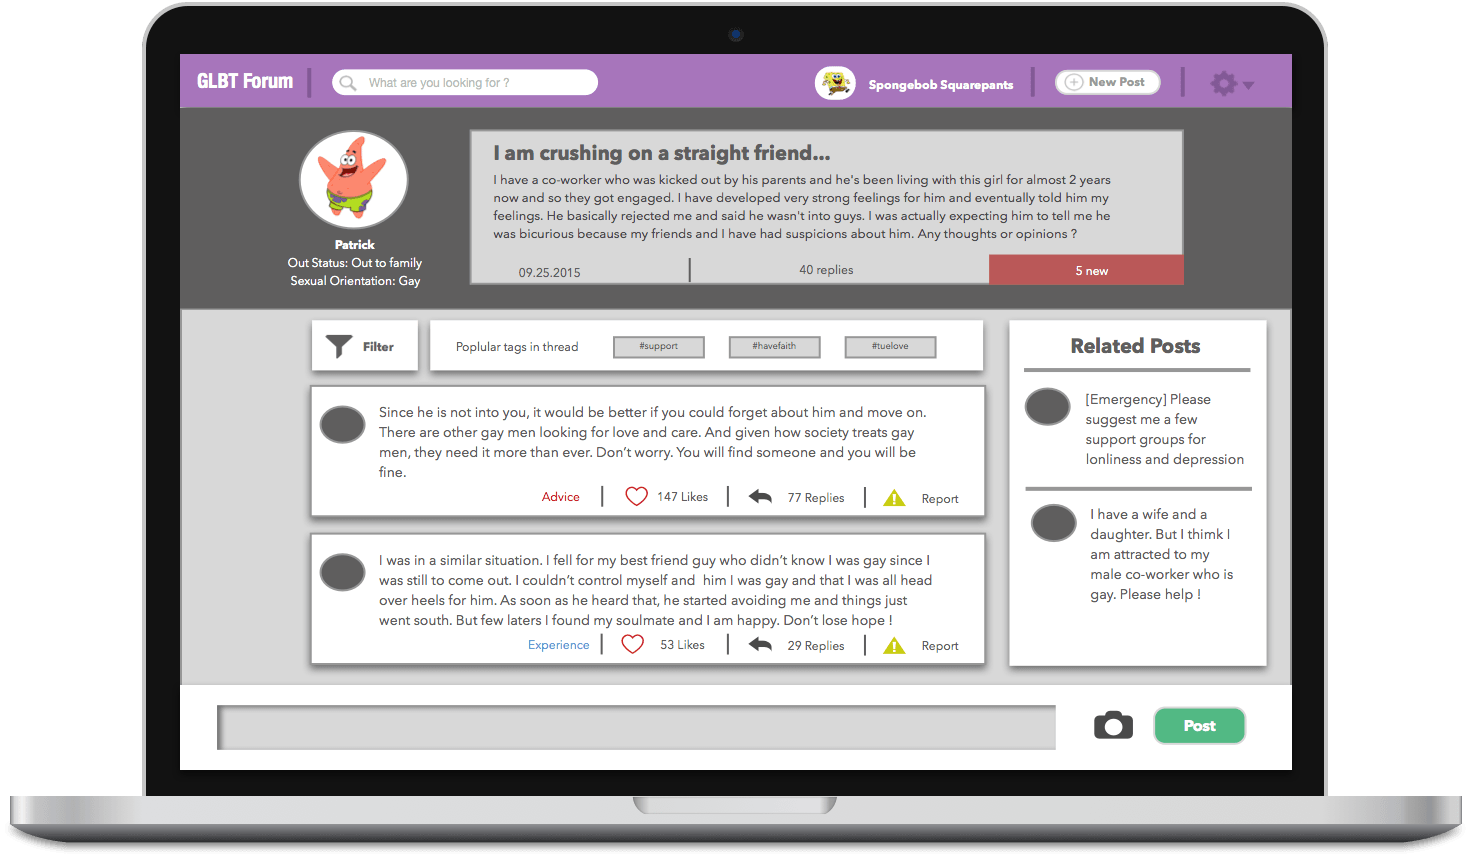 GLBT Forum
What are you looking for ?
Spongebob Squarepants
New Post
Patrick
Out Status: Out to family
Sexual Orientation: Gay
I am crushing on a straight friend...
I have a co-worker who was kicked out by his parents and he's been living with this girl for almost 2 years
now and so they got engaged. I have developed very strong feelings for him and eventually told him my
feelings. He basically rejected me and said he wasn't into guys. I was actually expecting him to tell me he
was bicurious because my friends and I have had suspicions about him. Any thoughts or opinions ?
09.25.2015
40 replies
5 new
Filter
Poplular tags in thread
#support
#havefaith
#tuelove
Since he is not into you, it would be better if you could forget about him and move on.
There are other gay men looking for love and care. And given how society treats gay
men, they need it more than ever. Don't worry. You will find someone and you will be
fine.
Advice
147 Likes
77 Replies
Report
I was in a similar situation. I fell for my best friend guy who didn't know I was gay since I
was still to come out. I couldn't control myself and  him I was gay and that I was all head
over heels for him. As soon as he heard that, he started avoiding me and things just
went south. But few laters I found my soulmate and I am happy. Don't lose hope !
Experience
53 Likes
29 Replies
Report
Related Posts
[Emergency] Please
suggest me a few
support groups for
lonliness and depression
I have a wife and a
daughter. But I thimk I
am attracted to my
male co-worker who is
gay. Please help !
Post